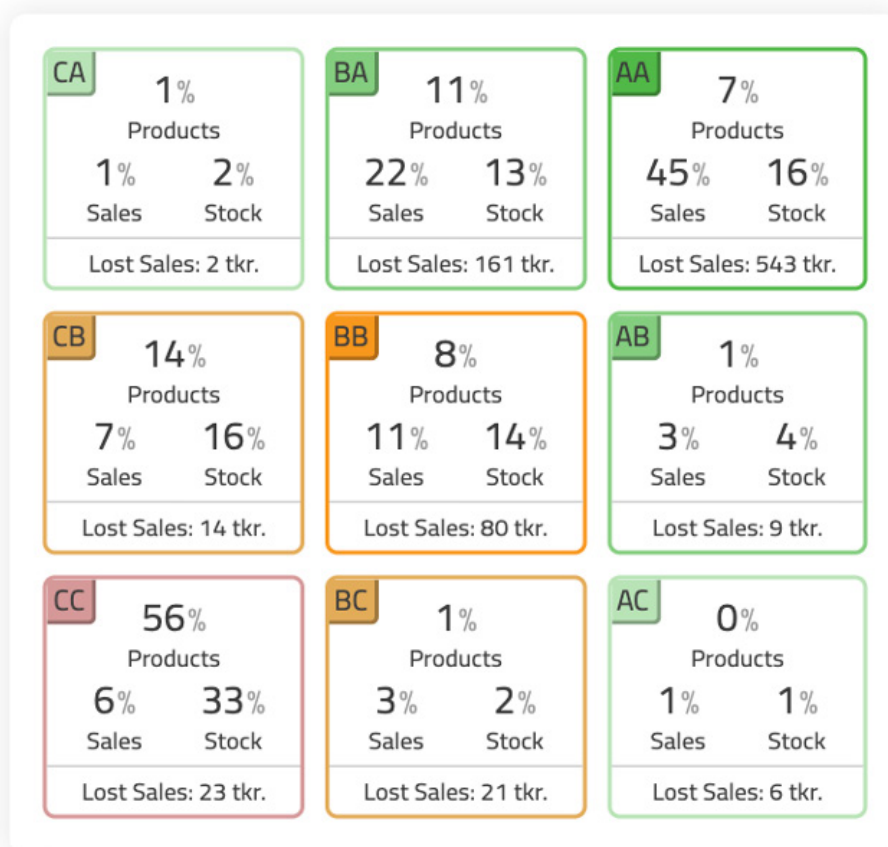 CA
1%
Products
1% 2%
Sales Stock
Lost Sales: 2 tkr.
BA
11%
Products
22% 13%
Sales Stock
Lost Sales: 161 tkr.
AA
7%
Products
45% 16%
Sales Stock
Lost Sales: 543 tkr.
CB
14%
Products
7% 16%
Sales Stock
Lost Sales: 14 tkr.
BB
8%
Products
11% 14%
Sales Stock
Lost Sales: 80 tkr.
AB
1%
Products
3% 4%
Sales Stock
Lost Sales: 9 tkr.
CC
56%
Products
6% 33%
Sales Stock
Lost Sales: 23 tkr.
BC
1%
Products
3% 2%
Sales Stock
Lost Sales: 21 tkr.
AC
0%
Products
1% 1%
Sales Stock
Lost Sales: 6 tkr.